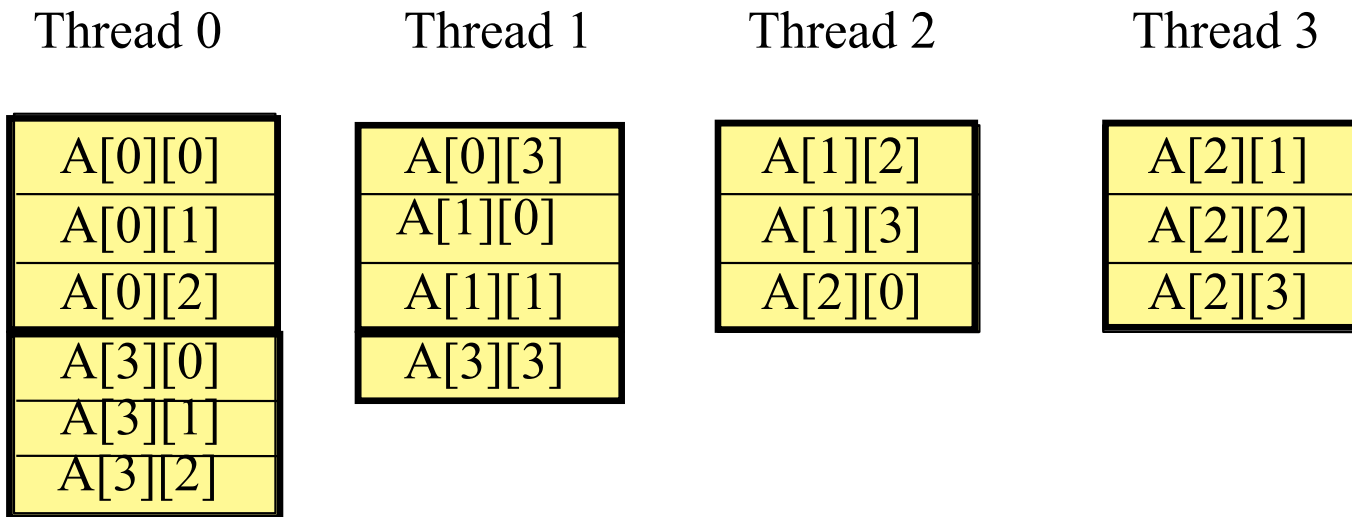 Thread 0 Thread 1 Thread 2 Thread 3
A[0][0] A[0][3] A[1][2] A[2][1]
A[0][1] A[1][0] A[1][3] A[2][2]
A[0][2] A[1][1] A[2][0] A[2][3]
A[3][0] A[3][3]
A[3][1]
A[3][2]